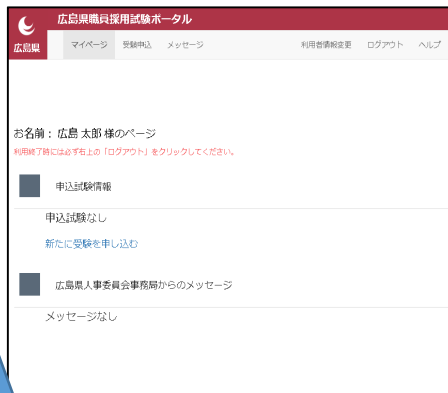 広島県職員採用試験ポータル
広島県
マイページ 受験申込 メッセージ 利用者情報変更 ログアウト ヘルプ
お名前： 広島 太郎 様のページ
利用終了時には必ず右上の「ログアウト」をクリックしてください。
申込試験情報
申込試験なし
新たに受験を申し込む
広島県人事委員会事務局からのメッセージ
メッセージなし